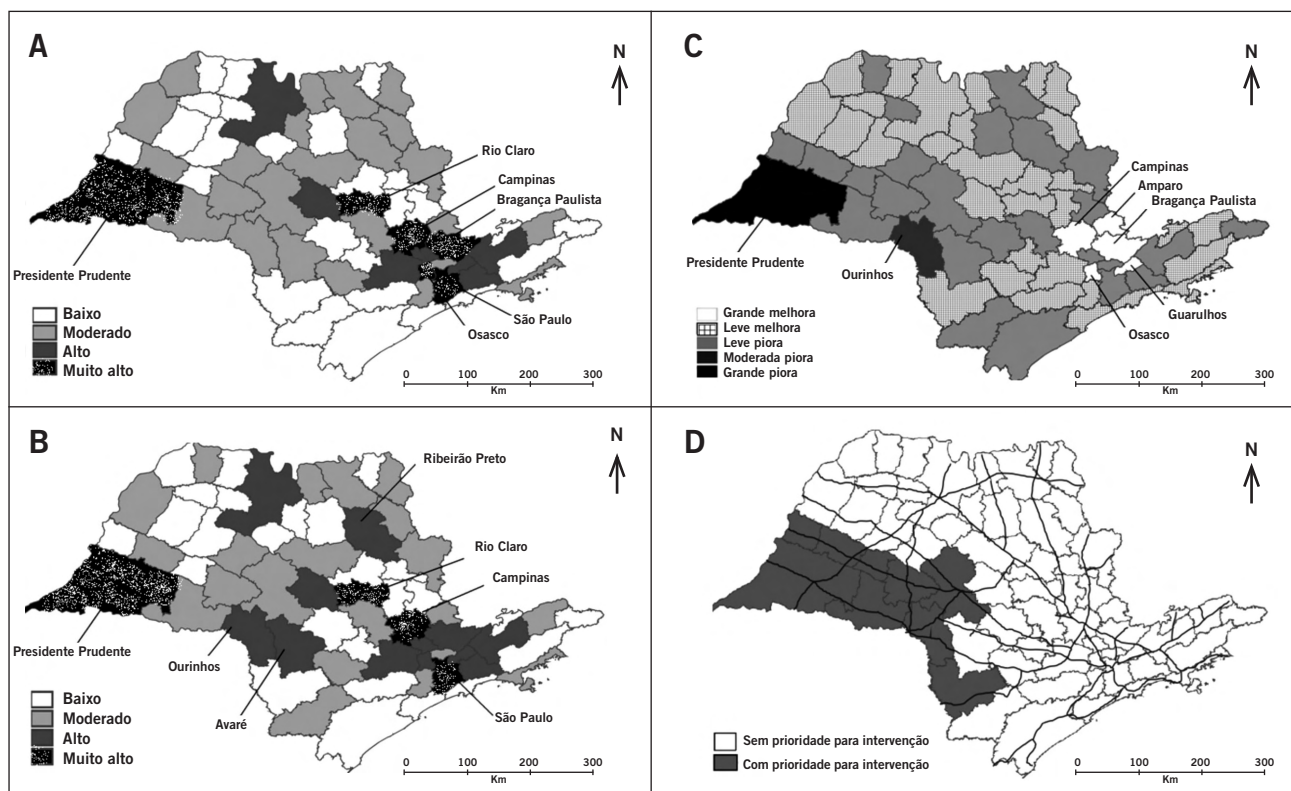 A
N
Rio Claro
Campinas
Bragança Paulista
Presidente Prudente
São Paulo
Osasco
Baixo
Moderado
Alto
Muito alto
0 100 200 300
Km
C
N
Campinas
Amparo
Bragança Paulista
Presidente Prudente
Ourinhos
Guarulhos
Osasco
Grande melhora
Leve melhora
Leve piora
Moderada piora
Grande piora
0 100 200 300
Km
B
N
Ribeirão Preto
Rio Claro
Campinas
Presidente Prudente
Ourinhos
Avaré
São Paulo
Baixo
Moderado
Alto
Muito alto
0 100 200 300
Km
D
N
Sem prioridade para intervenção
Com prioridade para intervenção
0 100 200 300
Km